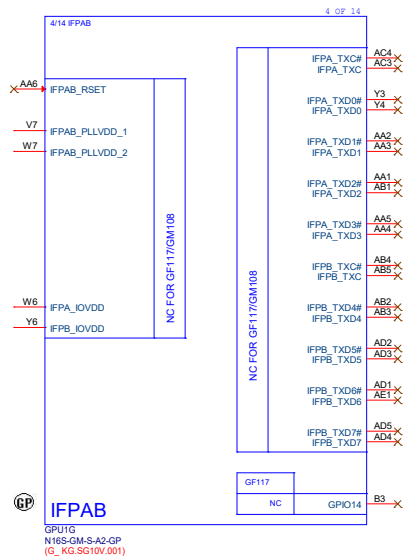 4 OF 14
4/14 IFPAB
AA6 IFPAB_RSET
V7 IFPAB_PLLVDD_1
W7 IFPAB_PLLVDD_2
W6 IFPA_IOVDD
Y6 IFPB_IOVDD
NC FOR GF117/GM108
NC FOR GF117/GM108
IFPA_TXC# AC4
IFPA_TXC AC3
IFPA_TXD0# Y3
IFPA_TXD0 Y4
IFPA_TXD1# AA2
IFPA_TXD1 AA3
IFPA_TXD2# AA1
IFPA_TXD2 AB1
IFPA_TXD3# AA5
IFPA_TXD3 AA4
IFPB_TXC# AB4
IFPB_TXC AB5
IFPB_TXD4# AB2
IFPB_TXD4 AB3
IFPB_TXD5# AD2
IFPB_TXD5 AD3
IFPB_TXD6# AD1
IFPB_TXD6 AE1
IFPB_TXD7# AD5
IFPB_TXD7 AD4
GF117
NC GPIO14 B3
GP IFPAB
GPU1G
N16S-GM-S-A2-GP
(G_ KG.SG10V.001)